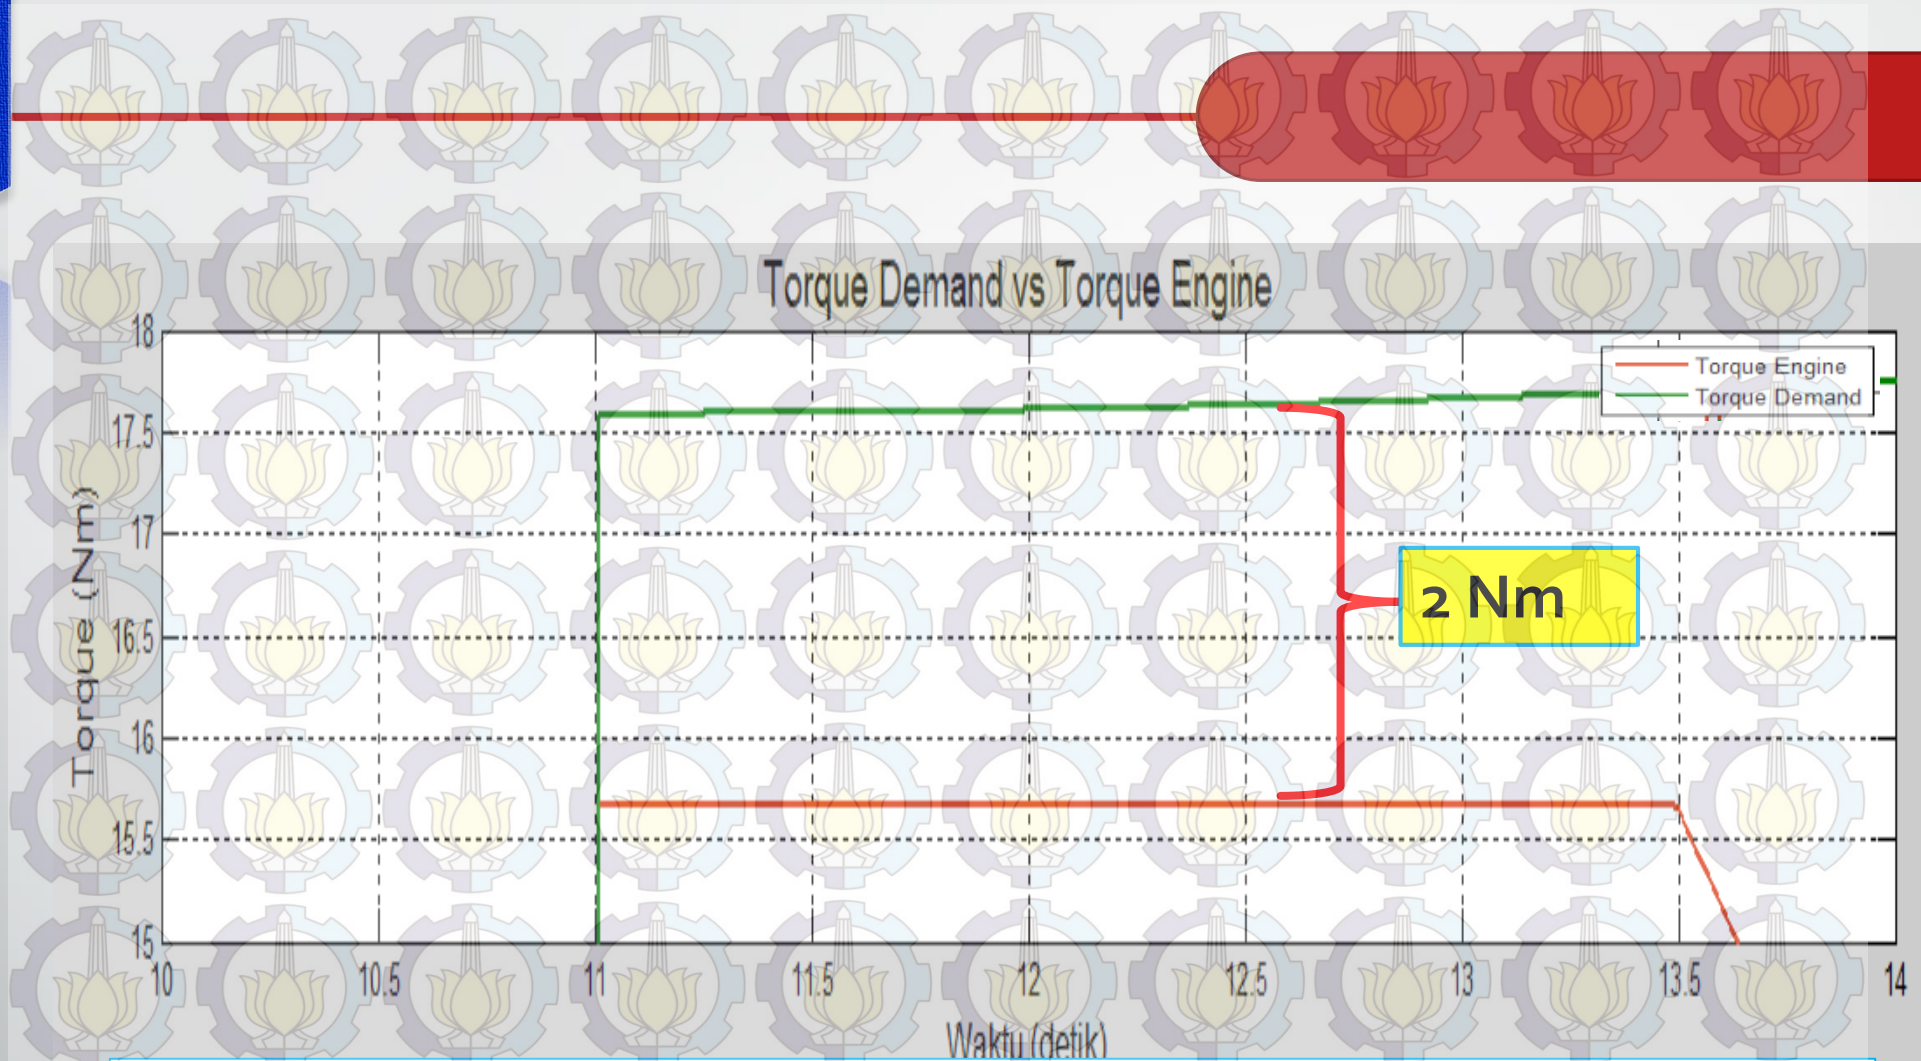 Torque Demand vs Torque Engine
18
Torque Engine
Torque Demand
17.5
17
2 Nm
16.5
16
15.5
15
Torque (Nm)
10 10.5 11 11.5 12 12.5 13 13.5 14
Waktu (detik)